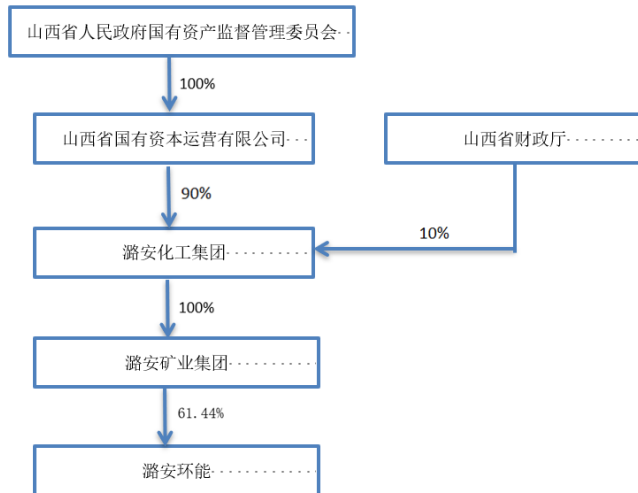 山西省人民政府国有资产监督管理委员会
100%
山西省国有资本运营有限公司
山西省财政厅
90%
10%
潞安化工集团
100%
潞安矿业集团
61.44%
潞安环能